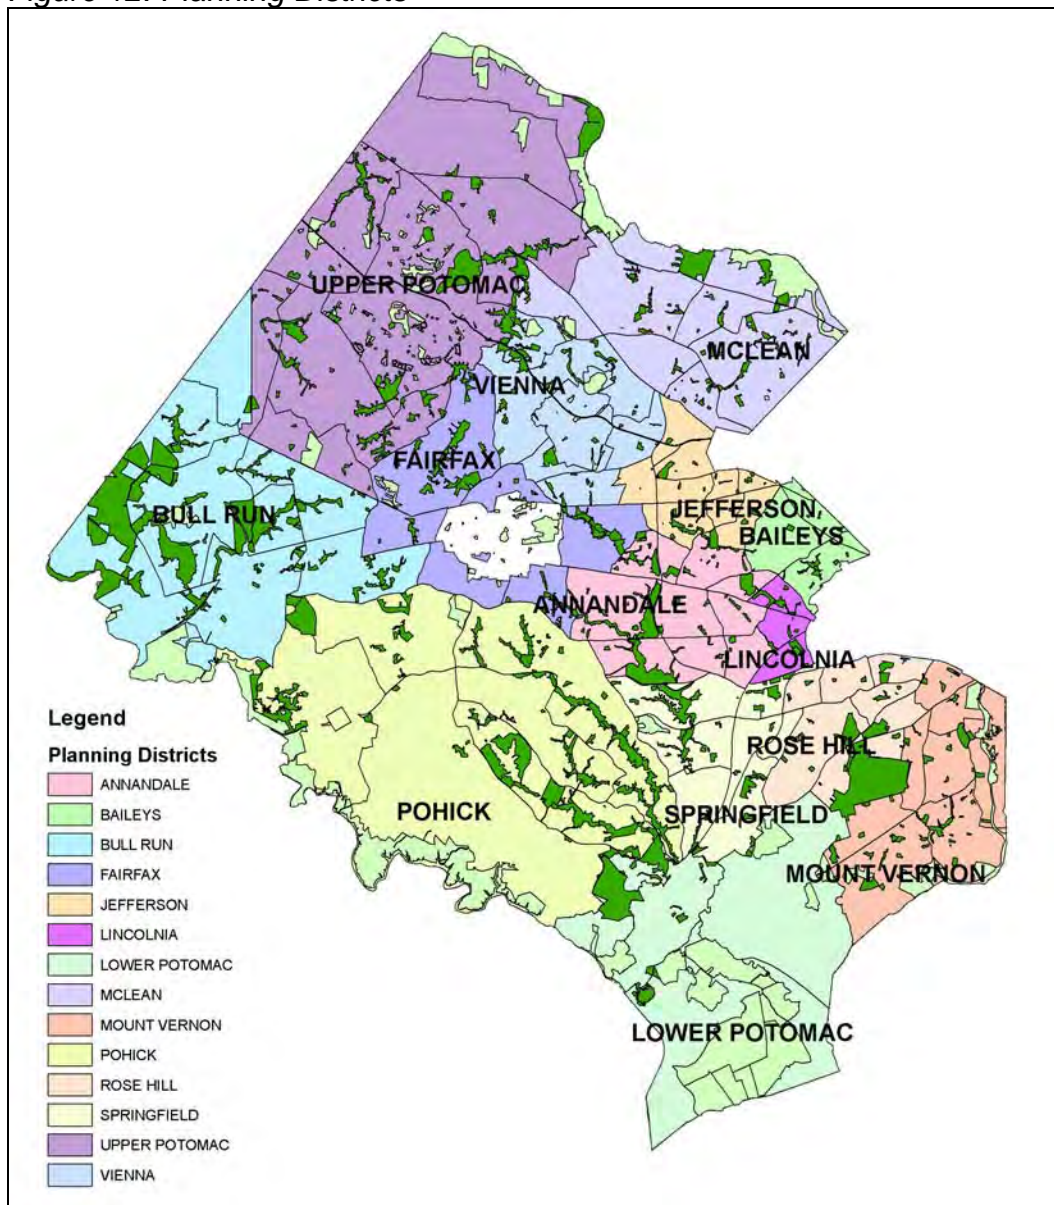 Figure 12. Planning Districts
UPPER POTOMAC
MCLEAN
VIENNA
FAIRFAX
BULL RUN
JEFFERSON
BAILEYS
ANNANDALE
LINCOLNIA
ROSE HILL
POHICK
SPRINGFIELD
MOUNT VERNON
LOWER POTOMAC
Legend
Planning Districts
ANNANDALE
BAILEYS
BULL RUN
FAIRFAX
JEFFERSON
LINCOLNIA
LOWER POTOMAC
MCLEAN
MOUNT VERNON
POHICK
ROSE HILL
SPRINGFIELD
UPPER POTOMAC
VIENNA